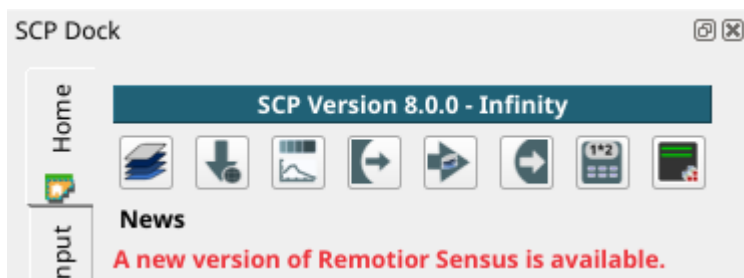 SCP Dock
Home
SCP Version 8.0.0 - Infinity
1*2
News
nput
A new version of Remotior Sensus is available.